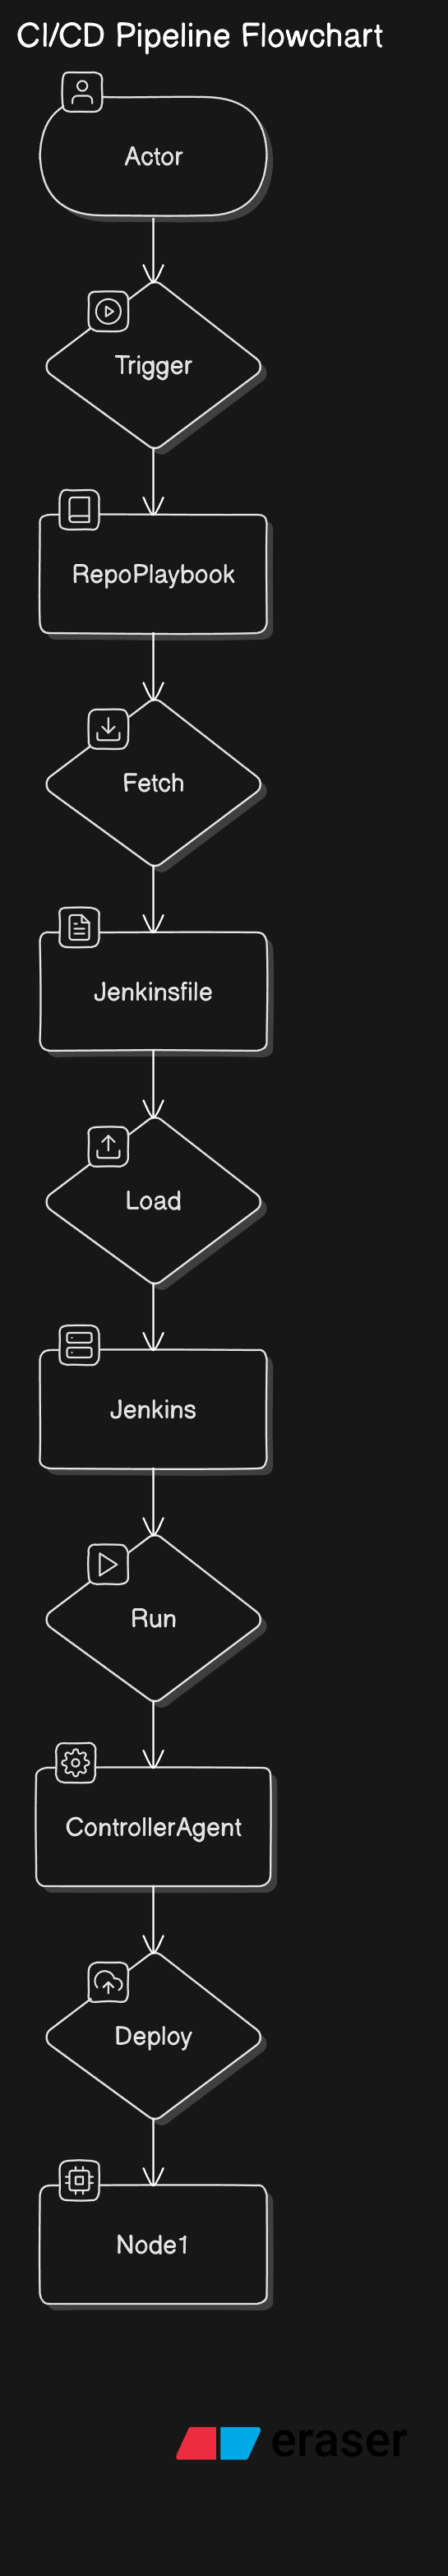 CI/CD Pipeline Flowchart
Actor
Trigger
RepoPlaybook
Fetch
Jenkinsfile
Load
Jenkins
Run
ControllerAgent
Deploy
Node1
eraser